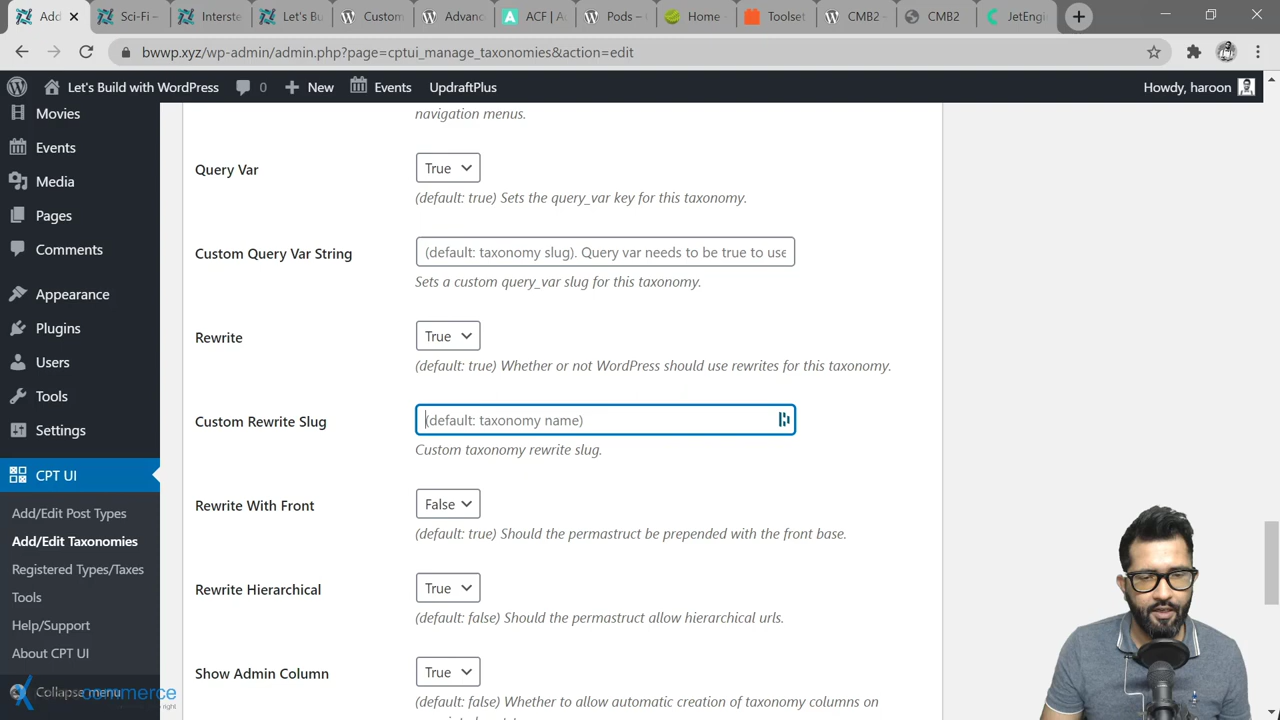 Add
Sci-Fi
Interste
Let's Bu
Custom
Advan
ACF |
Pods –
Home -
Toolset
CMB2 –
CMB2
JetEngi
bwwp.xyz/wp-admin/admin.php?page=cptui_manage_taxonomies&action=edit
Let's Build with WordPress
0
New
Events
UpdraftPlus
Howdy, haroon
Movies
Events
Media
Pages
Comments
Appearance
Plugins
Users
Tools
Settings
CPT UI
Add/Edit Post Types
Add/Edit Taxonomies
Registered Types/Taxes
Tools
Help/Support
About CPT UI
Collapse menu
commerce
navigation menus.
Query Var
True
(default: true) Sets the query_var key for this taxonomy.
Custom Query Var String
(default: taxonomy slug). Query var needs to be true to use
Sets a custom query_var slug for this taxonomy.
Rewrite
True
(default: true) Whether or not WordPress should use rewrites for this taxonomy.
Custom Rewrite Slug
(default: taxonomy name)
Custom taxonomy rewrite slug.
Rewrite With Front
False
(default: true) Should the permastruct be prepended with the front base.
Rewrite Hierarchical
True
(default: false) Should the permastruct allow hierarchical urls.
Show Admin Column
True
(default: false) Whether to allow automatic creation of taxonomy columns on